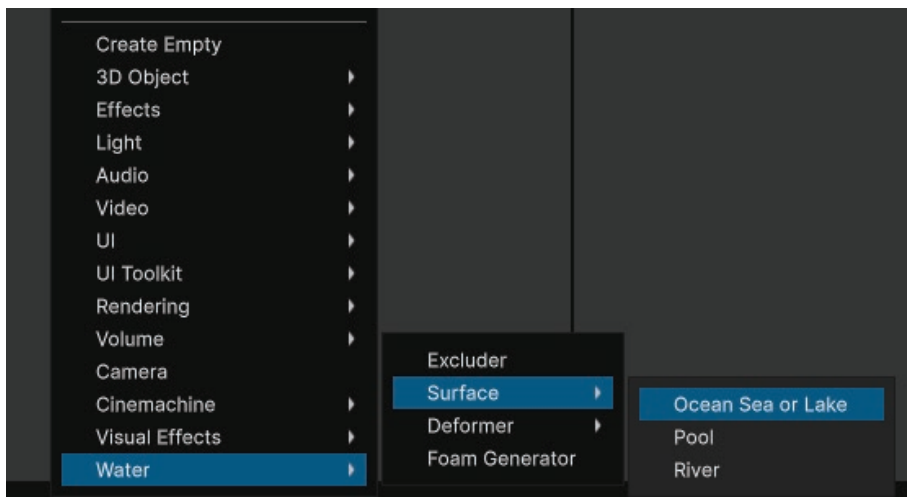 Create Empty
3D Object
Effects
Light
Audio
Video
UI
UI Toolkit
Rendering
Volume
Camera
Cinemachine
Visual Effects
Water
Excluder
Surface
Deformer
Foam Generator
Ocean Sea or Lake
Pool
River